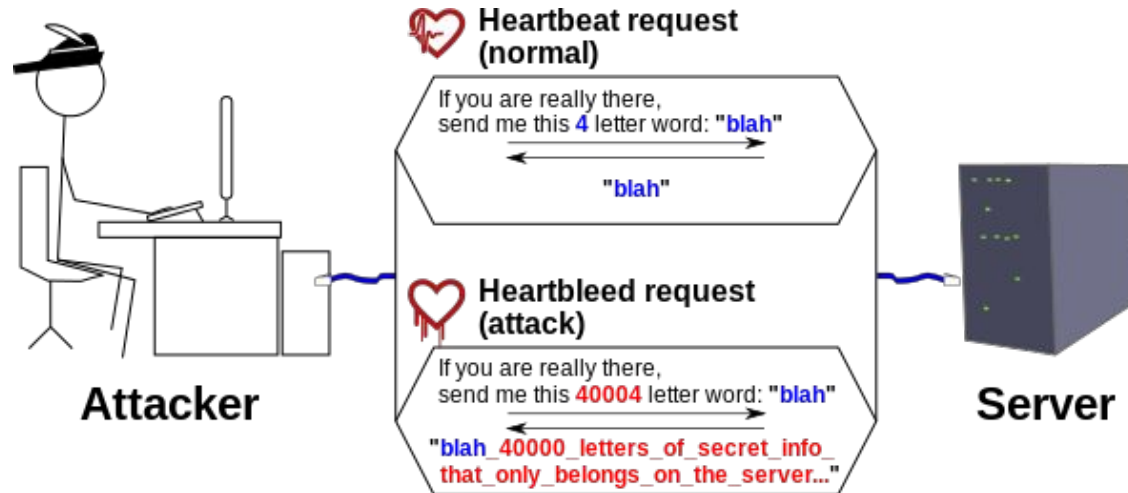 Heartbeat request
(normal)
If you are really there,
send me this 4 letter word: "blah"
"blah"
Heartbleed request
(attack)
If you are really there,
send me this 40004 letter word: "blah"
"blah_40000_letters_of_secret_info_
that_only_belongs_on_the_server..."
Attacker
Server